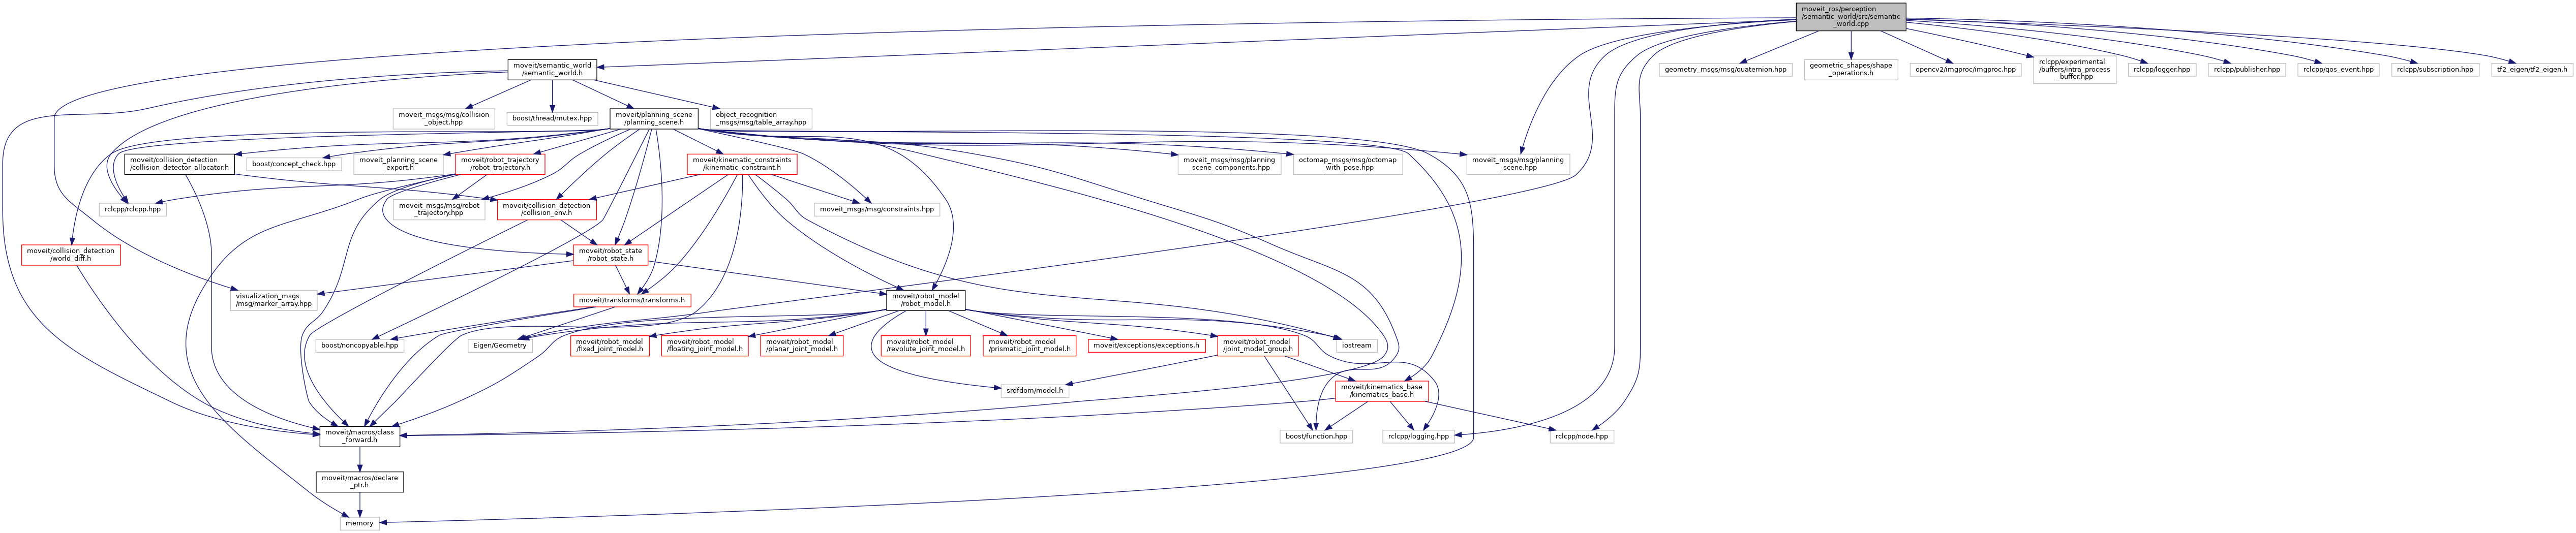 moveit_ros/perception
/semantic_world/src/semantic
_world.cpp
moveit/semantic_world
/semantic_world.h
geometry_msgs/msg/quaternion.hpp
geometric_shapes/shape
_operations.h
opencv2/imgproc/imgproc.hpp
rclcpp/experimental
/buffers/intra_process
_buffer.hpp
rclcpp/logger.hpp
rclcpp/publisher.hpp
rclcpp/qos_event.hpp
rclcpp/subscription.hpp
tf2_eigen/tf2_eigen.h
moveit_msgs/msg/collision
_object.hpp
boost/thread/mutex.hpp
moveit/planning_scene
/planning_scene.h
object_recognition
_msgs/msg/table_array.hpp
moveit/collision_detection
/collision_detector_allocator.h
boost/concept_check.hpp
moveit_planning_scene
_export.h
moveit/robot_trajectory
/robot_trajectory.h
moveit/kinematic_constraints
/kinematic_constraint.h
moveit_msgs/msg/planning
_scene_components.hpp
octomap_msgs/msg/octomap
_with_pose.hpp
moveit_msgs/msg/planning
_scene.hpp
rclcpp/rclcpp.hpp
moveit_msgs/msg/robot
_trajectory.hpp
moveit/collision_detection
/collision_env.h
moveit_msgs/msg/constraints.hpp
moveit/collision_detection
/world_diff.h
moveit/robot_state
/robot_state.h
visualization_msgs
/msg/marker_array.hpp
moveit/transforms/transforms.h
moveit/robot_model
/robot_model.h
boost/noncopyable.hpp
Eigen/Geometry
moveit/robot_model
/fixed_joint_model.h
moveit/robot_model
/floating_joint_model.h
moveit/robot_model
/planar_joint_model.h
moveit/robot_model
/revolute_joint_model.h
moveit/robot_model
/prismatic_joint_model.h
moveit/exceptions/exceptions.h
moveit/robot_model
/joint_model_group.h
iostream
srdfdom/model.h
moveit/kinematics_base
/kinematics_base.h
moveit/macros/class
_forward.h
boost/function.hpp
rclcpp/logging.hpp
rclcpp/node.hpp
moveit/macros/declare
_ptr.h
memory